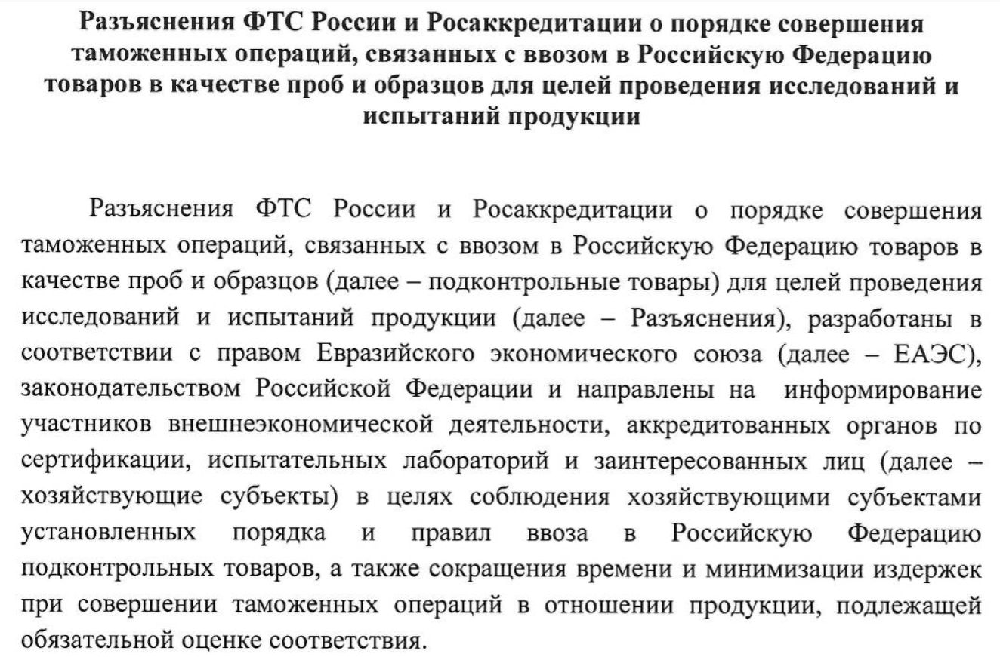 Разъяснения ФТС России и Росаккредитации о порядке совершения
таможенных операций, связанных с ввозом в Российскую Федерацию
товаров в качестве проб и образцов для целей проведения исследований и
испытаний продукции
Разъяснения ФТС России и Росаккредитации о порядке совершения
таможенных операций, связанных с ввозом в Российскую Федерацию товаров в
качестве проб и образцов (далее – подконтрольные товары) для целей проведения
исследований и испытаний продукции (далее – Разъяснения), разработаны в
соответствии с правом Евразийского экономического союза (далее – ЕАЭС),
законодательством Российской Федерации и направлены на информирование
участников внешнеэкономической деятельности, аккредитованных органов по
сертификации, испытательных лабораторий и заинтересованных лиц (далее –
хозяйствующие субъекты) в целях соблюдения хозяйствующими субъектами
установленных порядка и правил ввоза в Российскую Федерацию
подконтрольных товаров, а также сокращения времени и минимизации издержек
при совершении таможенных операций в отношении продукции, подлежащей
обязательной оценке соответствия.